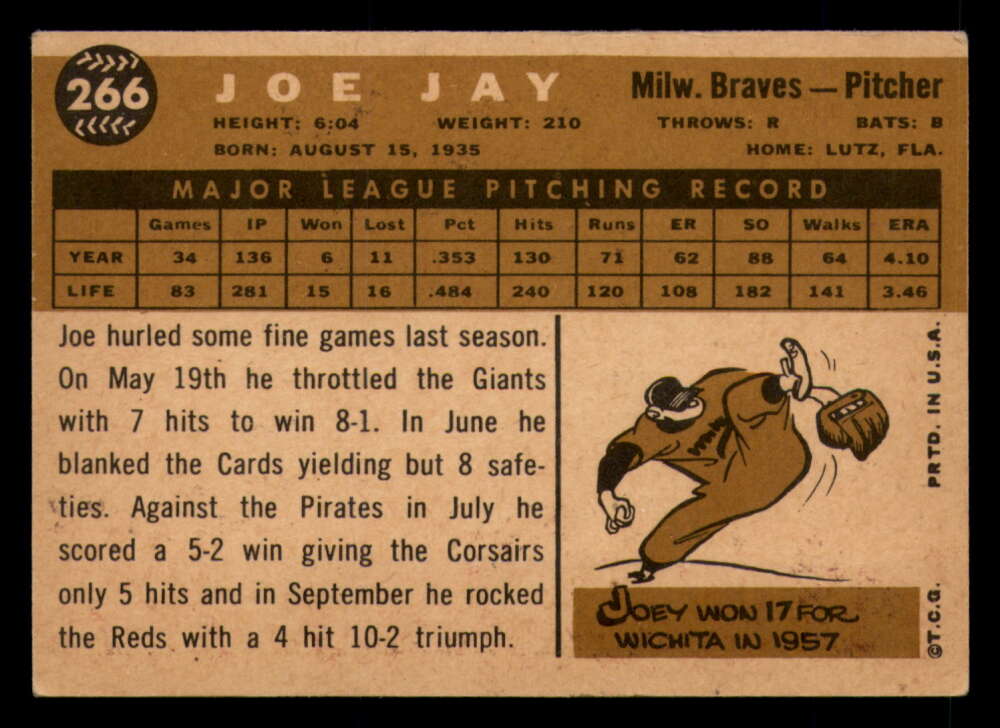 266
JOE JAY
Milw. Braves — Pitcher
HEIGHT: 6:04 WEIGHT: 210 THROWS: R BATS: B
BORN: AUGUST 15, 1935 HOME: LUTZ, FLA.
MAJOR LEAGUE PITCHING RECORD
Games IP Won Lost Pct Hits Runs ER SO Walks ERA
YEAR 34 136 6 11 .353 130 71 62 88 64 4.10
LIFE 83 281 15 16 .484 240 120 108 182 141 3.46
Joe hurled some fine games last season.
On May 19th he throttled the Giants
with 7 hits to win 8-1. In June he
blanked the Cards yielding but 8 safe-
ties. Against the Pirates in July he
scored a 5-2 win giving the Corsairs
only 5 hits and in September he rocked
the Reds with a 4 hit 10-2 triumph.
JOEY WON 17 FOR
WICHITA IN 1957
PRTD. IN U.S.A.
©T.C.G.